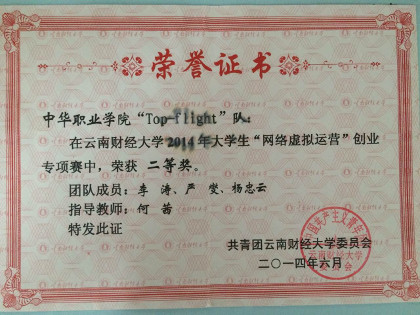 荣誉证书
中华职业学院“Top-flight”队：
在云南财经大学2014年大学生“网络虚拟运营”创业
专项赛中，荣获 二等奖。
团队成员：李涛、严燮、杨忠云
指导教师：何茜
特发此证
共青团云南财经大学委员会
二〇一四年六月